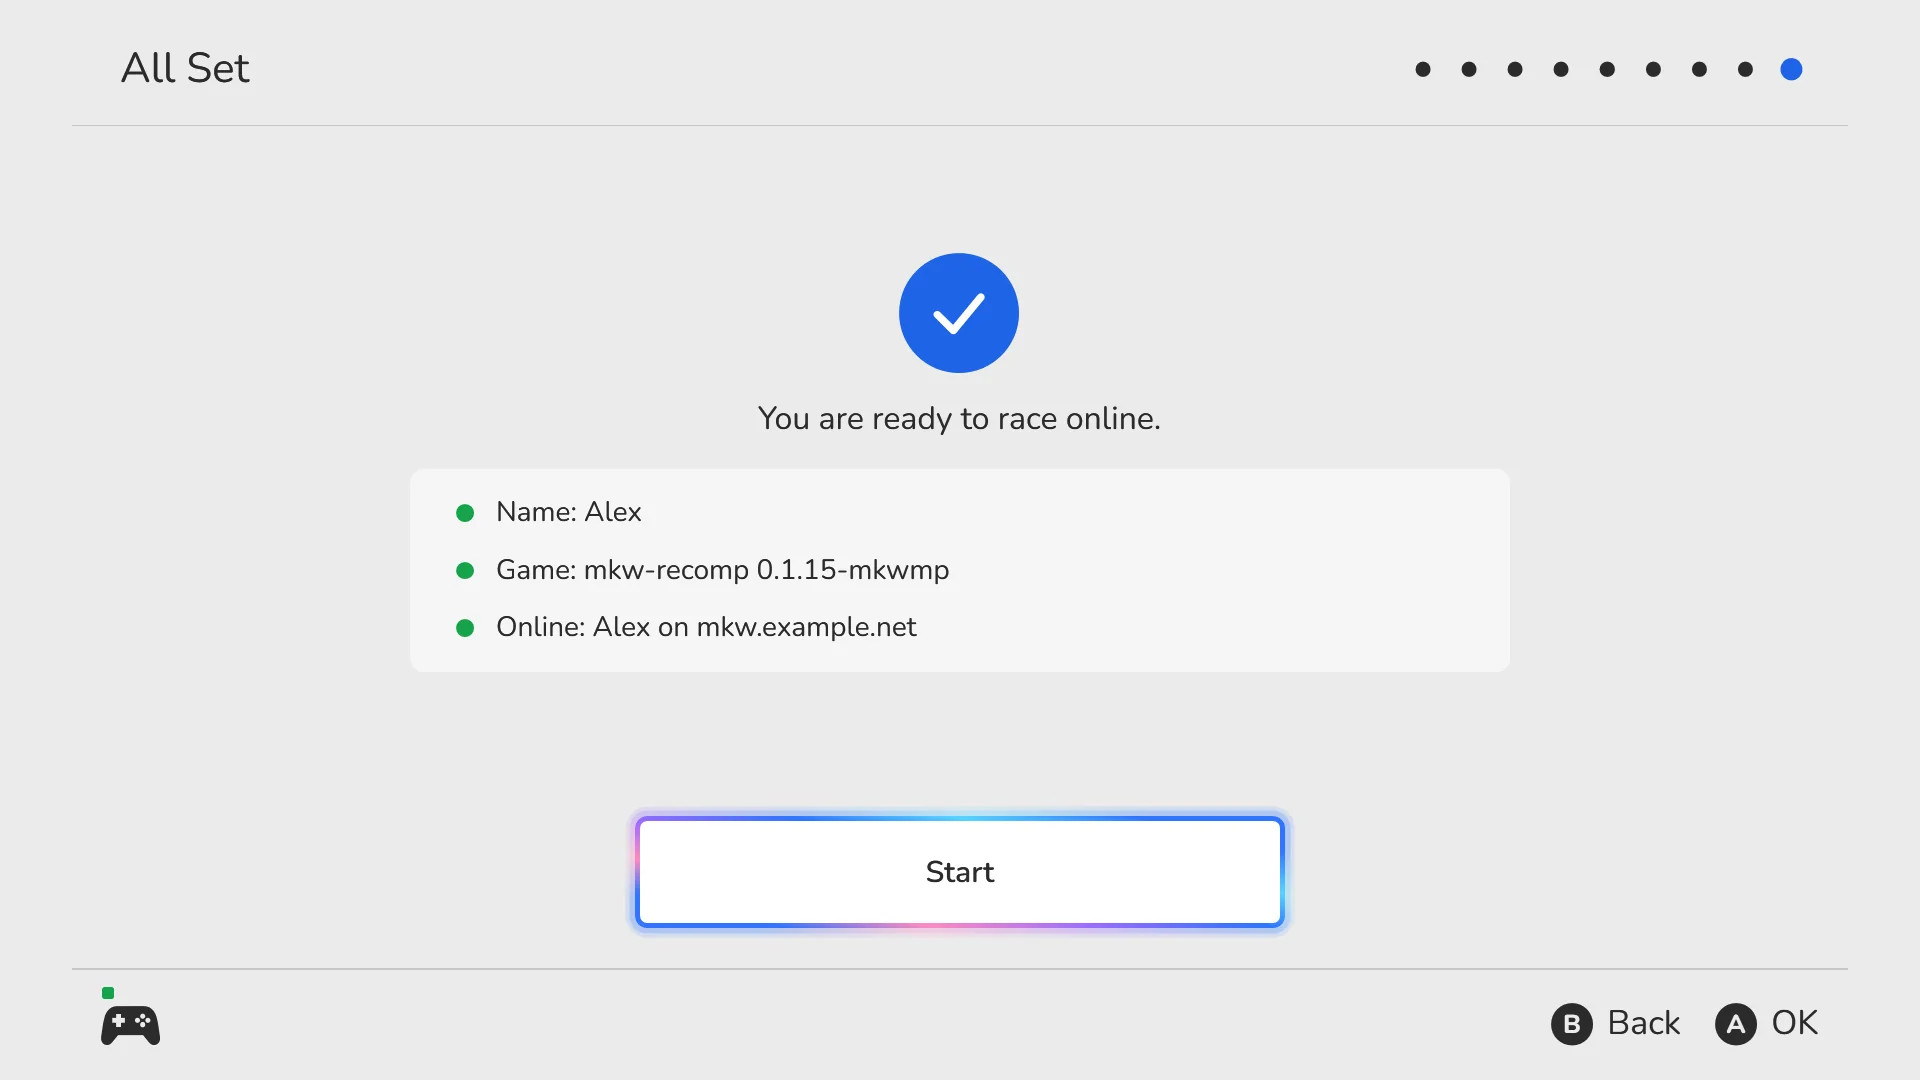 All Set
You are ready to race online.
Name: Alex
Game: mkw-recomp 0.1.15-mkwmp
Online: Alex on mkw.example.net
Start
B Back A OK